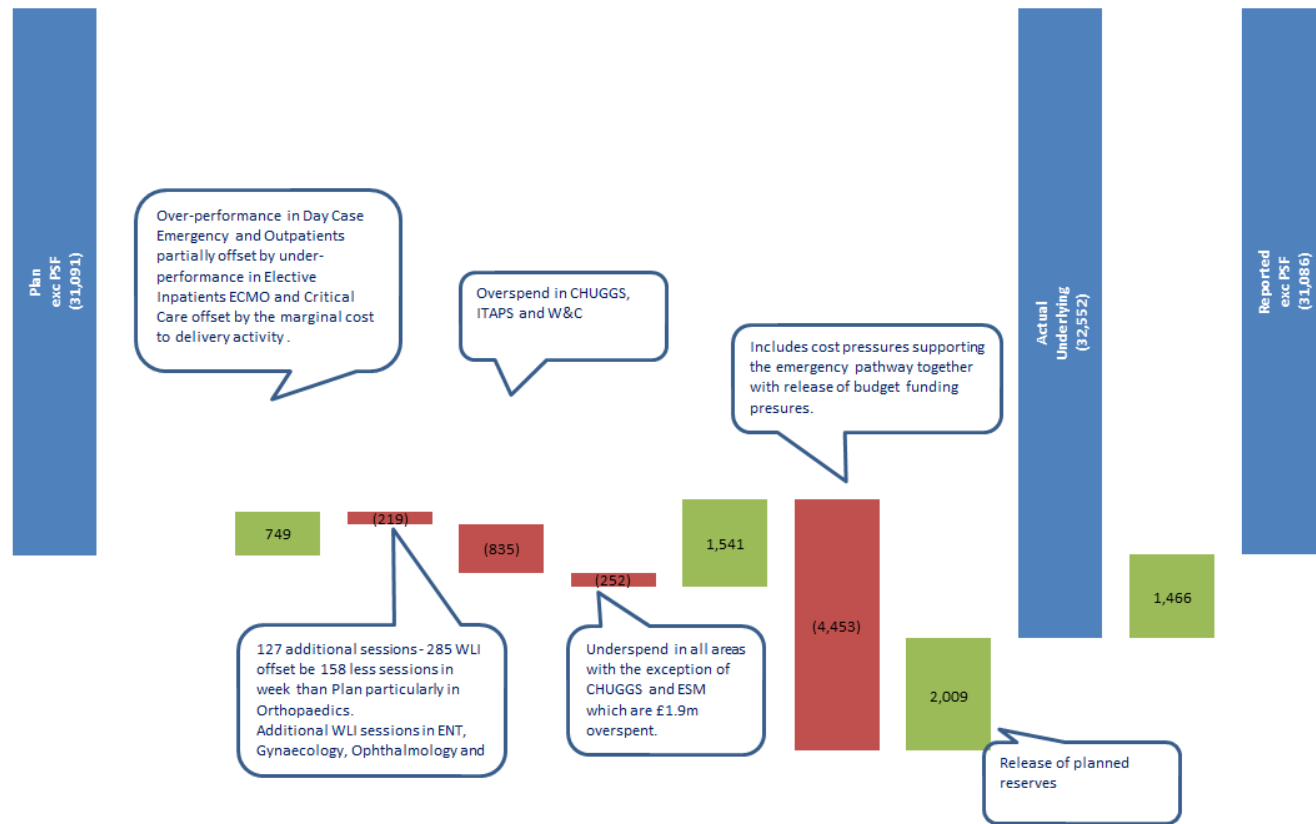 Plan
exc PSF
(31,091)
Over-performance in Day Case
Emergency and Outpatients
partially offset by under-
performance in Elective
Inpatients ECMO and Critical
Care offset by the marginal cost
to delivery activity .
Overspend in CHUGGS,
ITAPS and W&C
Includes cost pressures supporting
the emergency pathway together
with release of budget funding
presures.
Actual
Underlying
(32,552)
Reported
exc PSF
(31,086)
749
(219)
(835)
(252)
1,541
(4,453)
2,009
1,466
127 additional sessions - 285 WLI
offset be 158 less sessions in
week than Plan particularly in
Orthopaedics.
Additional WLI sessions in ENT,
Gynaecology, Ophthalmology and
Underspend in all areas
with the exception of
CHUGGS and ESM
which are £1.9m
overspent.
Release of planned
reserves